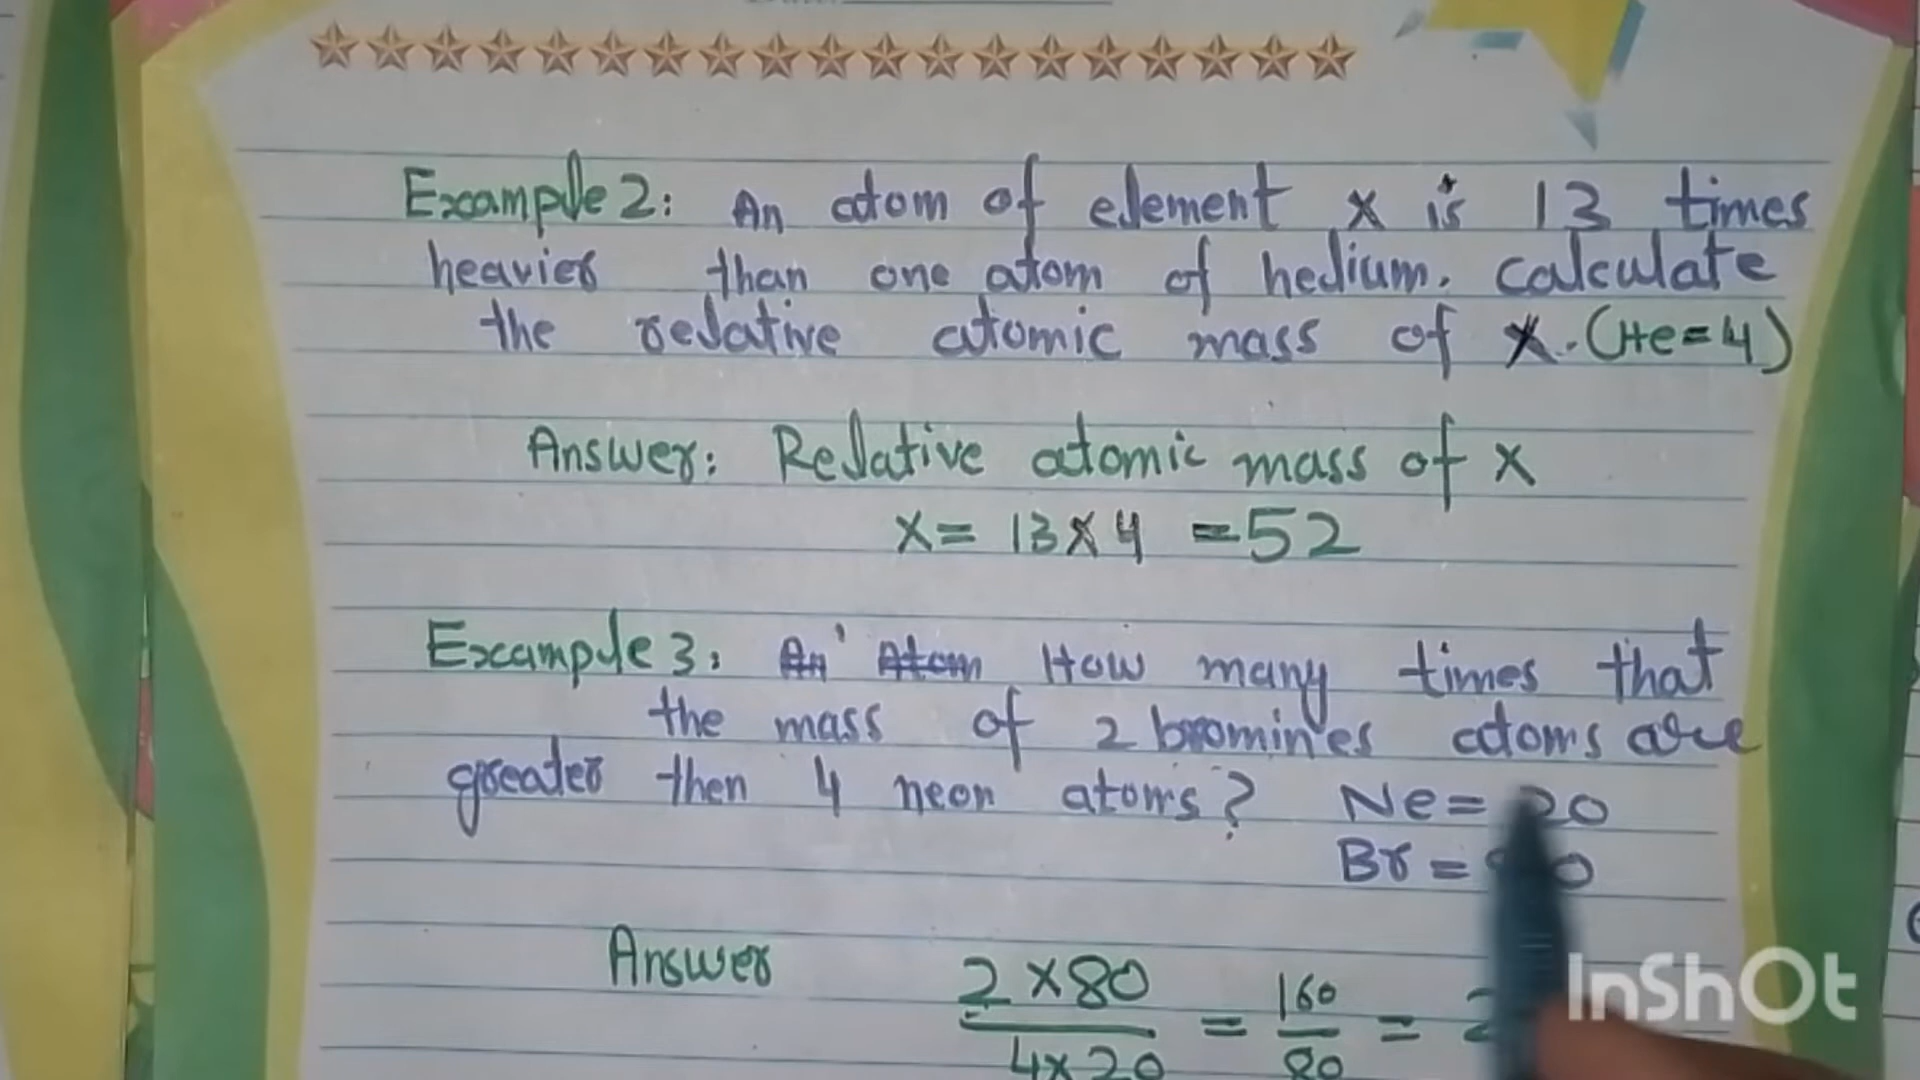 Example 2: An atom of element x is 13 times
heavier than one atom of helium. calculate
the relative atomic mass of x. (He=4)
Answer: Relative atomic mass of x
x= 13x4 =52
Example 3: An Atom How many times that
the mass of 2 bromines atoms are
greater then 4 neon atoms? Ne= 20
Br =
Answer 2x80 / 4x20 = 160 / 80 =
InShOt